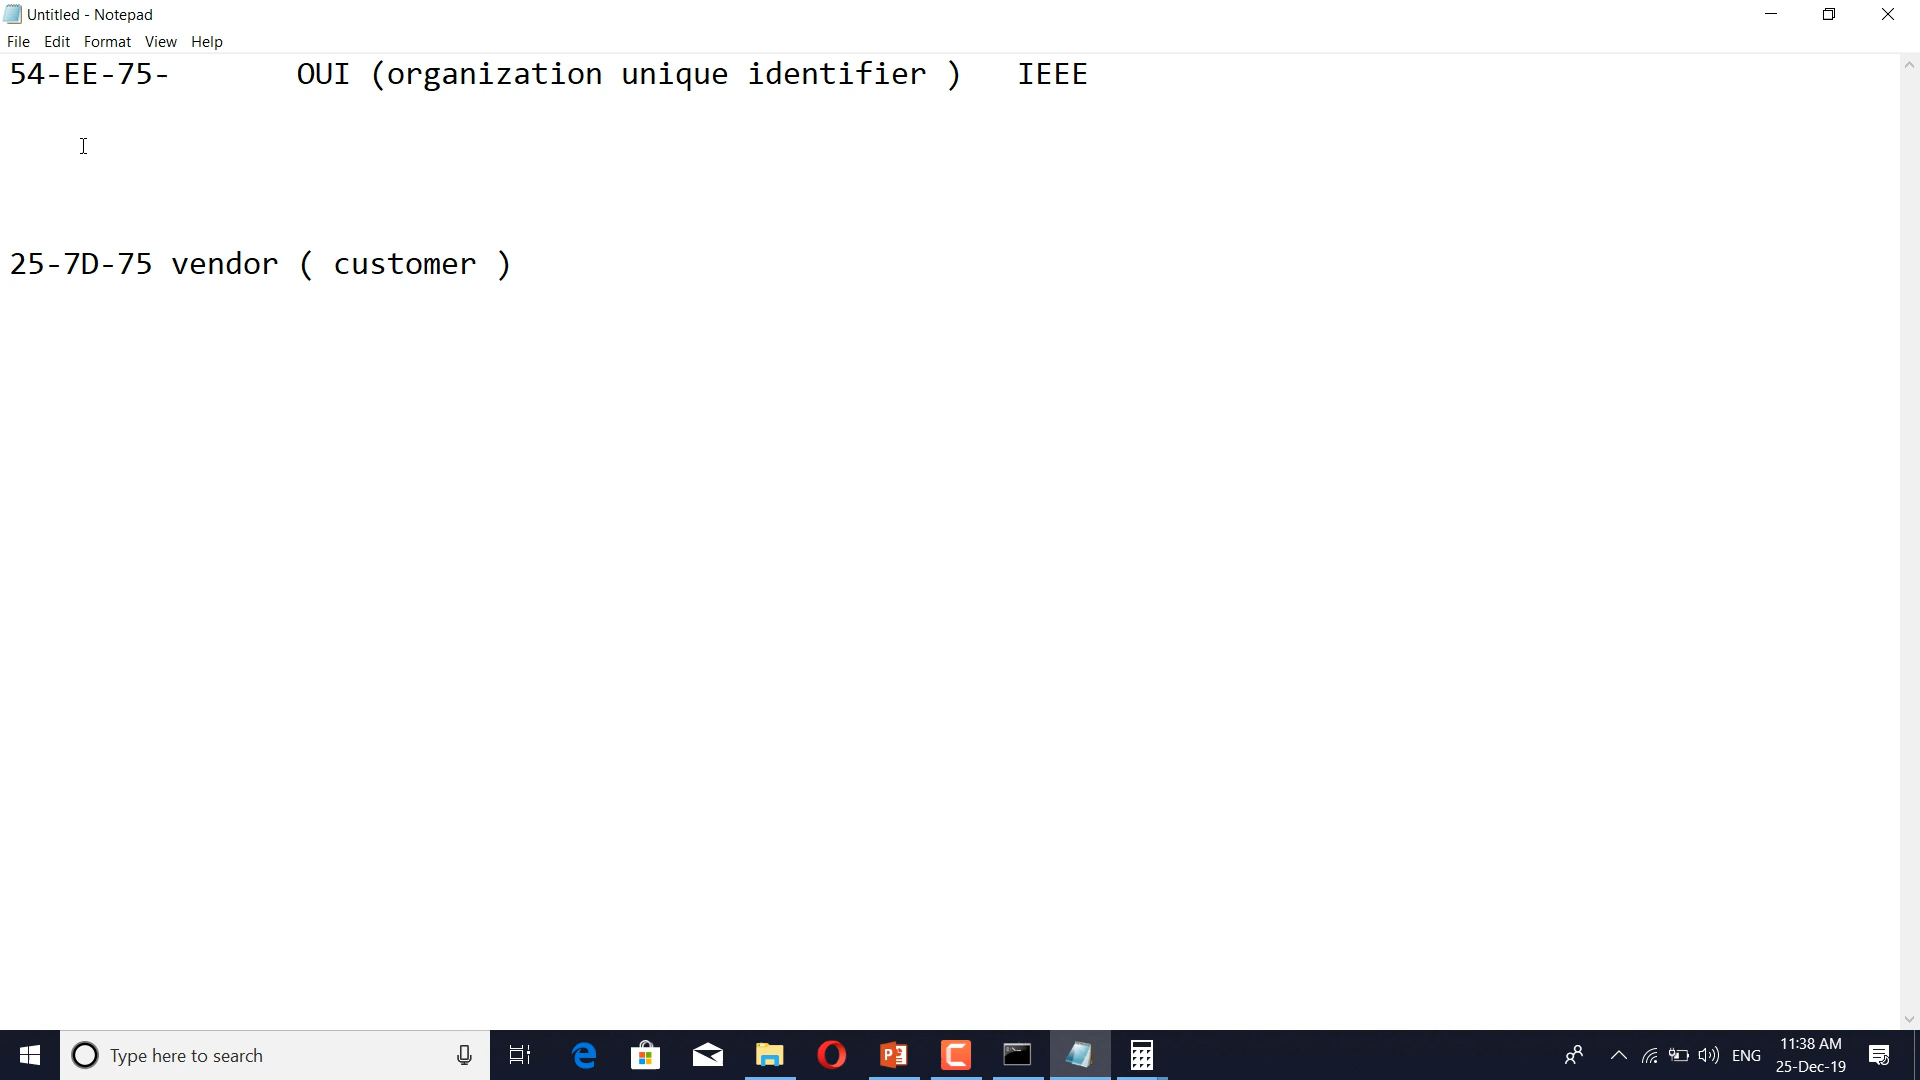 Untitled - Notepad
File Edit Format View Help
54-EE-75- OUI (organization unique identifier ) IEEE
25-7D-75 vendor ( customer )
Type here to search
ENG
11:38 AM
25-Dec-19